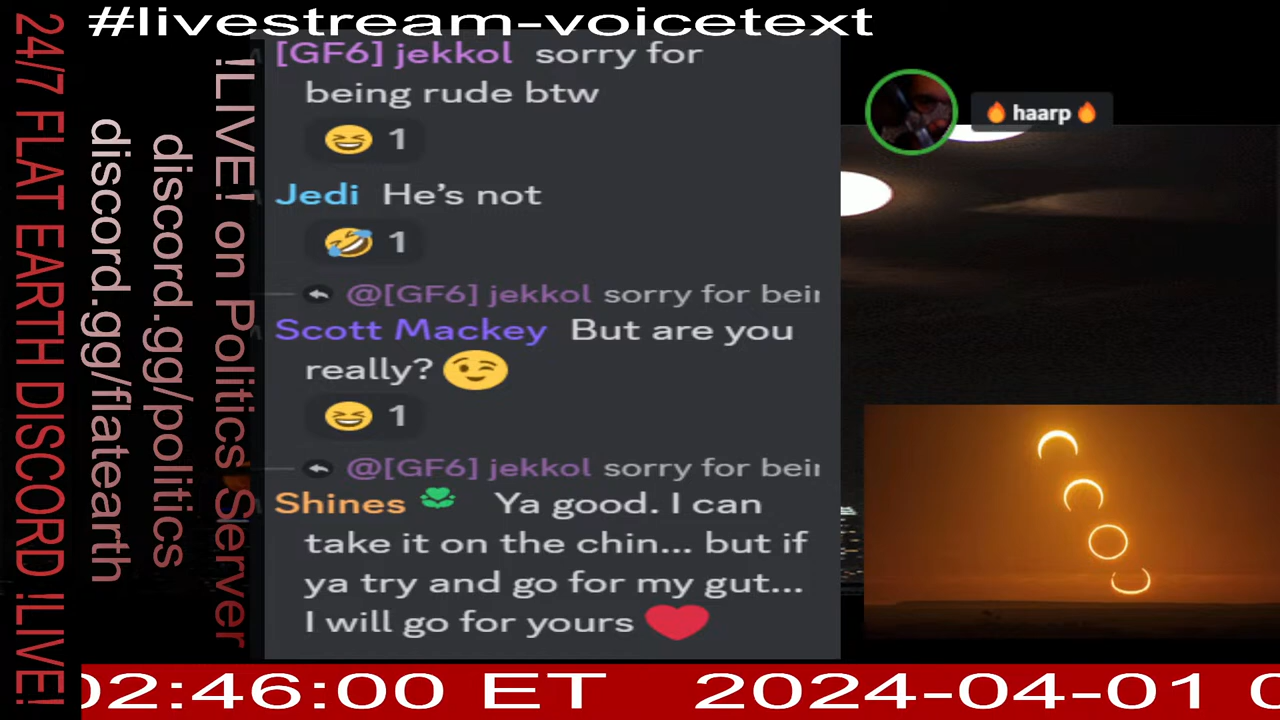 #livestream-voicetext
[GF6] jekkol sorry for
being rude btw
😆 1
Jedi He’s not
🤣 1
@[GF6] jekkol sorry for bein
Scott Mackey But are you
really? 😉
😆 1
@[GF6] jekkol sorry for bein
Shines ☘️ Ya good. I can
take it on the chin... but if
ya try and go for my gut...
I will go for yours ❤️
🔥 haarp 🔥
24/7 FLAT EARTH DISCORD !LIVE!
discord.gg/flatearth
discord.gg/politics
!LIVE! on Politics Server
02:46:00 ET 2024-04-01 0